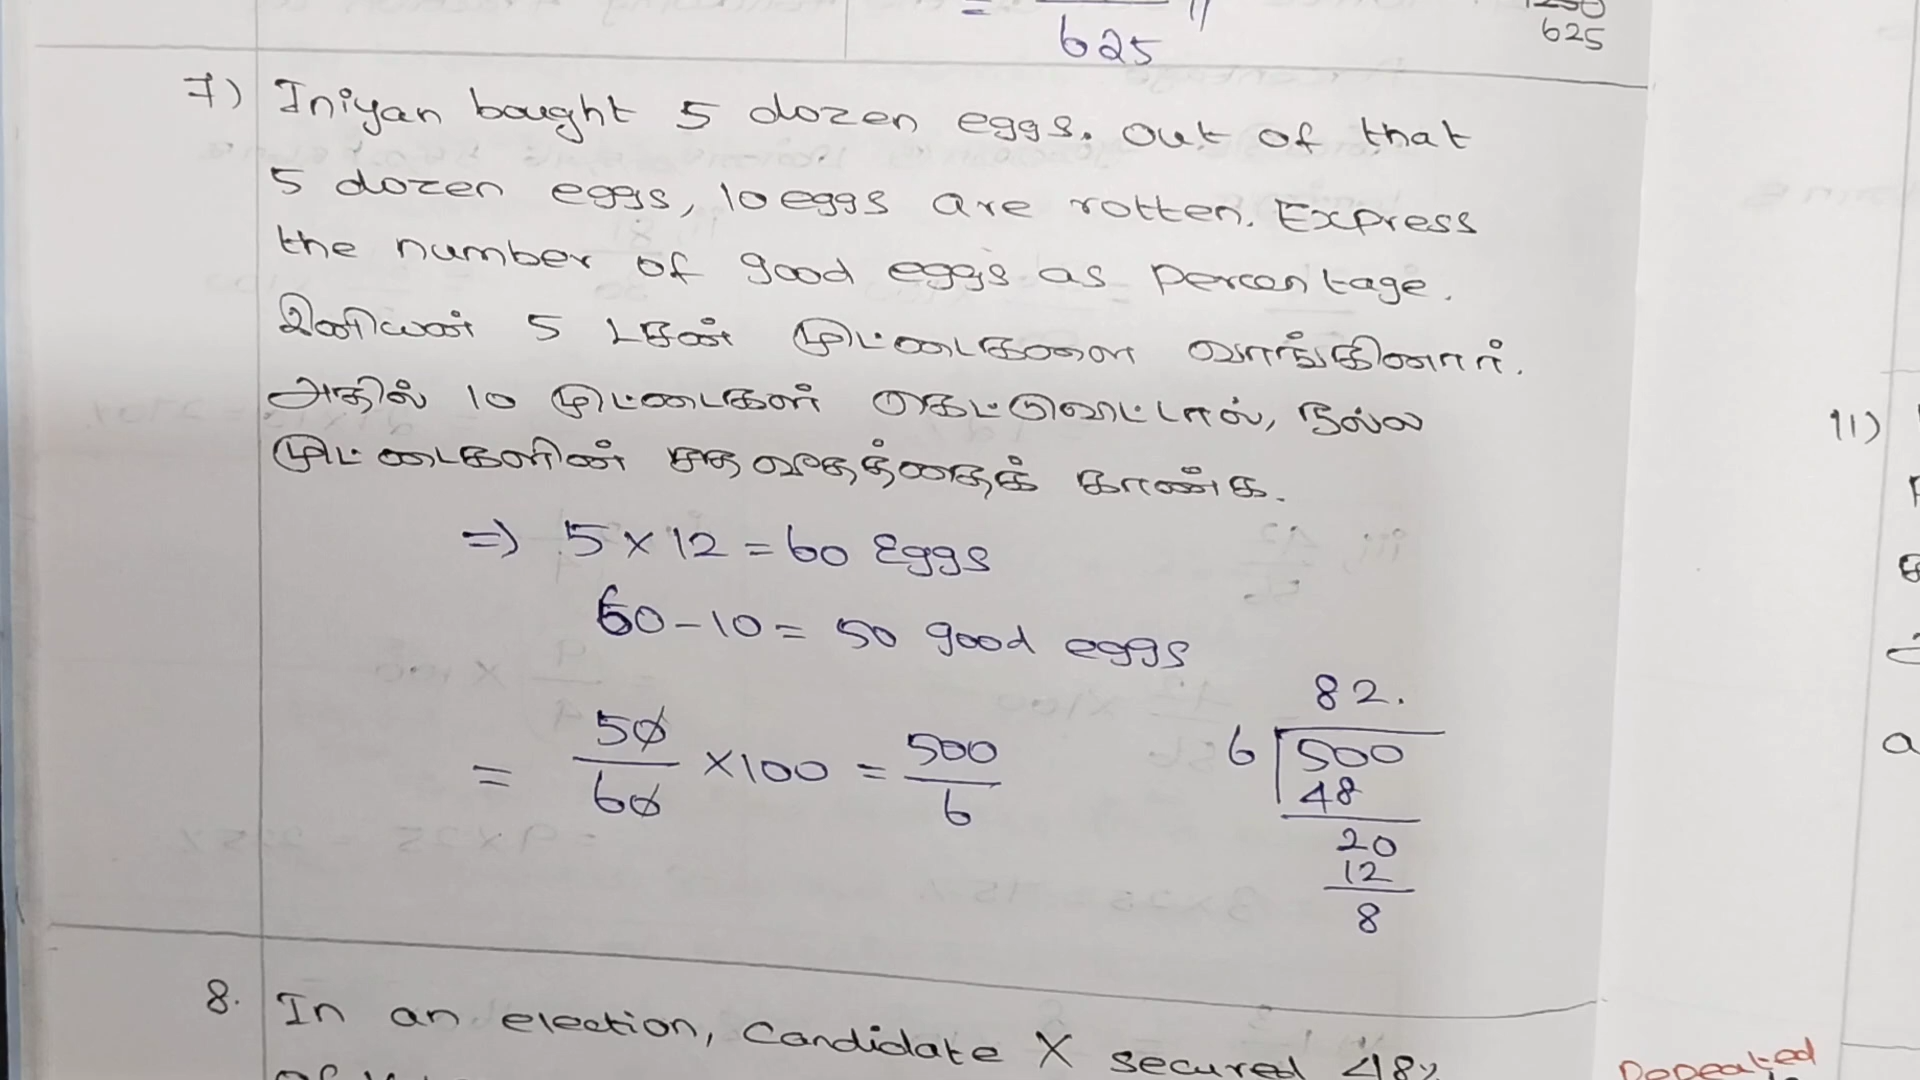 = 625 //
1250
625
7) Iniyan bought 5 dozen eggs. Out of that
5 dozen eggs, 10 eggs are rotten. Express
the number of good eggs as percentage.
இனியன் 5 டசன் முட்டைகளை வாங்கினார்.
அதில் 10 முட்டைகள் கெட்டுவிட்டால், நல்ல
முட்டைகளின் சதவீதத்தைக் காண்க.
=> 5 × 12 = 60 Eggs
60 - 10 = 50 good eggs
= 50/60 × 100 = 500/6
82.
6 500
48
20
12
8
8. In an election, Candidate X secured 48%
11)
a
Repeated